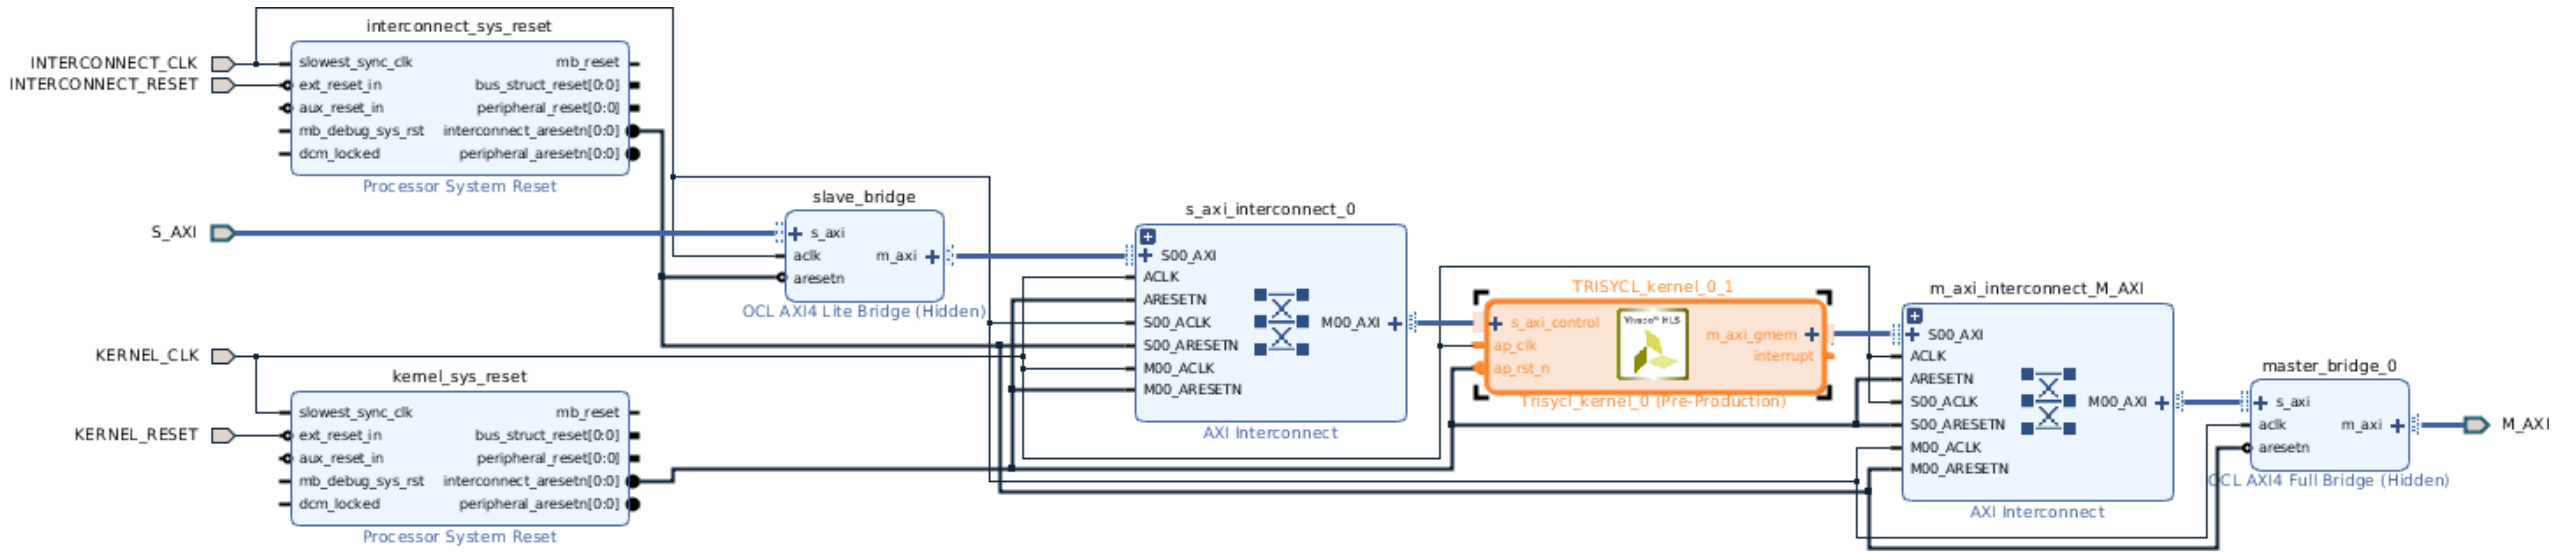 interconnect_sys_reset
INTERCONNECT_CLK
INTERCONNECT_RESET
slowest_sync_clk mb_reset
ext_reset_in bus_struct_reset[0:0]
aux_reset_in peripheral_reset[0:0]
mb_debug_sys_rst interconnect_aresetn[0:0]
dcm_locked peripheral_aresetn[0:0]
Processor System Reset
S_AXI
slave_bridge
s_axi
aclk m_axi
aresetn
OCL AXI4 Lite Bridge (Hidden)
KERNEL_CLK
KERNEL_RESET
kernel_sys_reset
slowest_sync_clk mb_reset
ext_reset_in bus_struct_reset[0:0]
aux_reset_in peripheral_reset[0:0]
mb_debug_sys_rst interconnect_aresetn[0:0]
dcm_locked peripheral_aresetn[0:0]
Processor System Reset
s_axi_interconnect_0
S00_AXI
ACLK
ARESETN
S00_ACLK M00_AXI
S00_ARESETN
M00_ACLK
M00_ARESETN
AXI Interconnect
TRISYCL_kernel_0_1
s_axi_control
Vivado® HLS
m_axi_gmem
ap_clk interrupt
ap_rst_n
Trisycl_kernel_0 (Pre-Production)
m_axi_interconnect_M_AXI
S00_AXI
ACLK
ARESETN
S00_ACLK M00_AXI
S00_ARESETN
M00_ACLK
M00_ARESETN
AXI Interconnect
master_bridge_0
s_axi
aclk m_axi
aresetn
OCL AXI4 Full Bridge (Hidden)
M_AXI